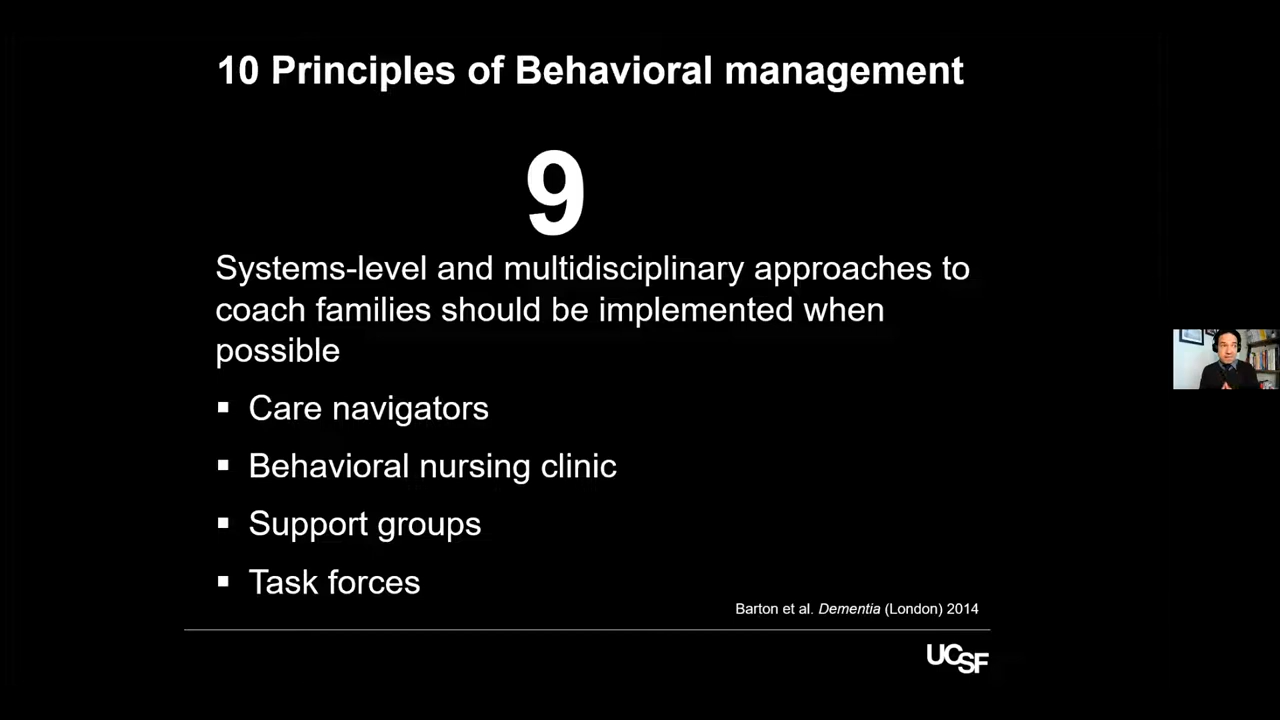 10 Principles of Behavioral management
9
Systems-level and multidisciplinary approaches to
coach families should be implemented when
possible
▪ Care navigators
▪ Behavioral nursing clinic
▪ Support groups
▪ Task forces
Barton et al. Dementia (London) 2014
UCSF